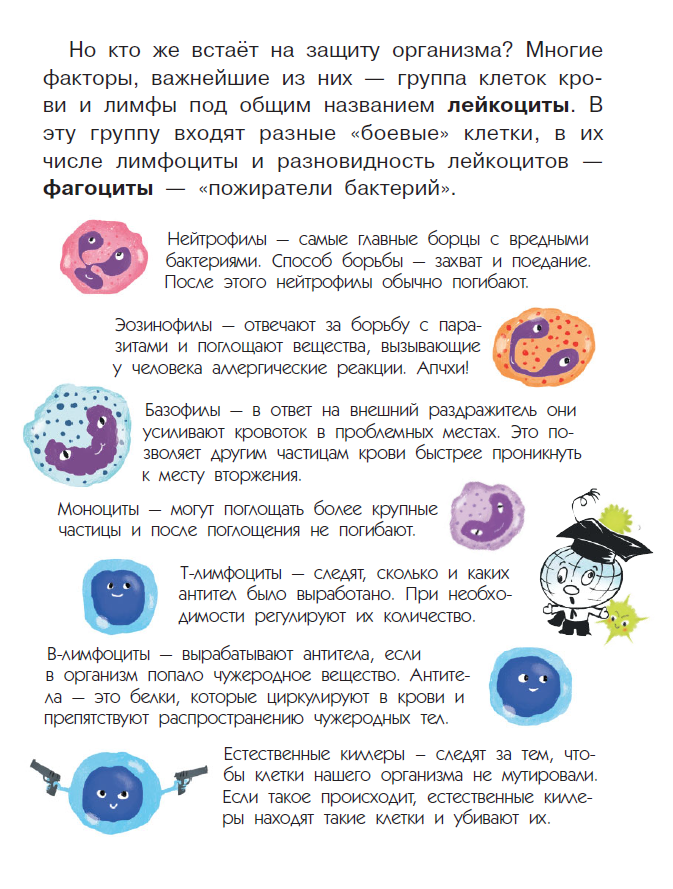 Но кто же встаёт на защиту организма? Многие
факторы, важнейшие из них — группа клеток кро-
ви и лимфы под общим названием лейкоциты. В
эту группу входят разные «боевые» клетки, в их
числе лимфоциты и разновидность лейкоцитов —
фагоциты — «пожиратели бактерий».
Нейтрофилы — самые главные борцы с вредными
бактериями. Способ борьбы — захват и поедание.
После этого нейтрофилы обычно погибают.
Эозинофилы — отвечают за борьбу с пара-
зитами и поглощают вещества, вызывающие
у человека аллергические реакции. Апчхи!
Базофилы — в ответ на внешний раздражитель они
усиливают кровоток в проблемных местах. Это по-
зволяет другим частицам крови быстрее проникнуть
к месту вторжения.
Моноциты — могут поглощать более крупные
частицы и после поглощения не погибают.
Т-лимфоциты — следят, сколько и каких
антител было выработано. При необхо-
димости регулируют их количество.
В-лимфоциты — вырабатывают антитела, если
в организм попало чужеродное вещество. Антите-
ла — это белки, которые циркулируют в крови и
препятствуют распространению чужеродных тел.
Естественные киллеры — следят за тем, что-
бы клетки нашего организма не мутировали.
Если такое происходит, естественные килле-
ры находят такие клетки и убивают их.